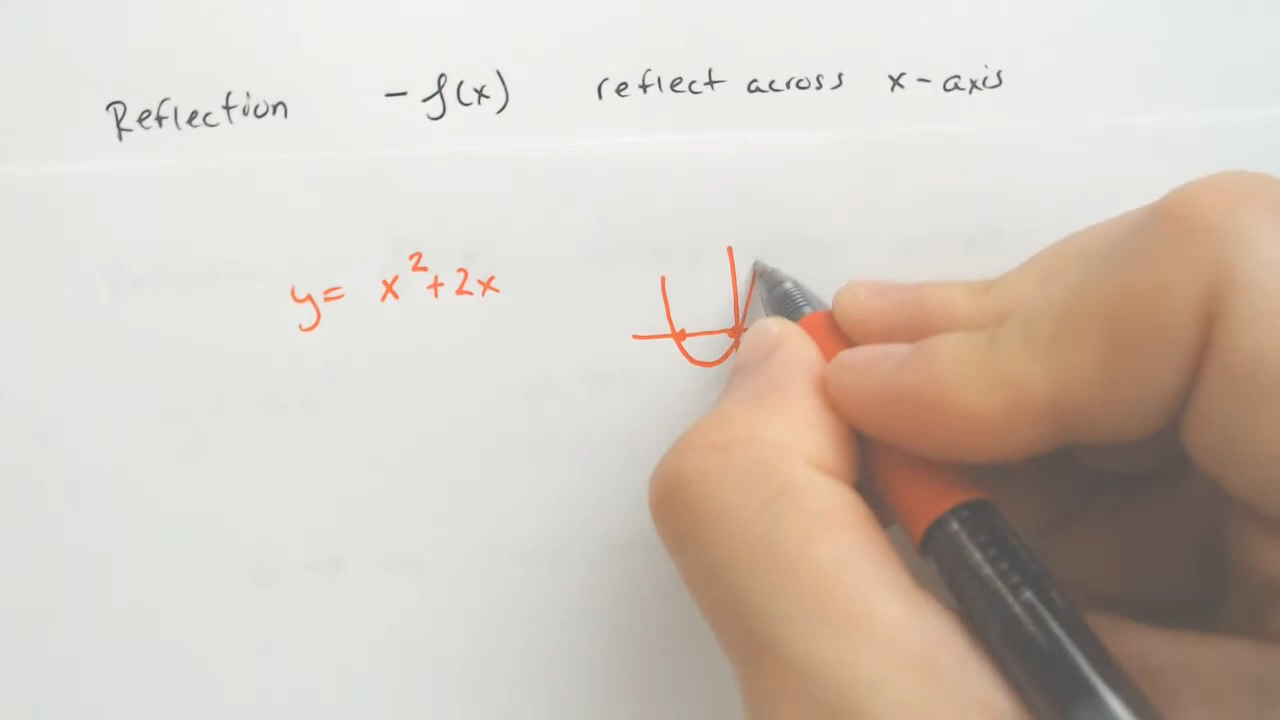 Reflection -f(x) reflect across x-axis
y= x²+2x